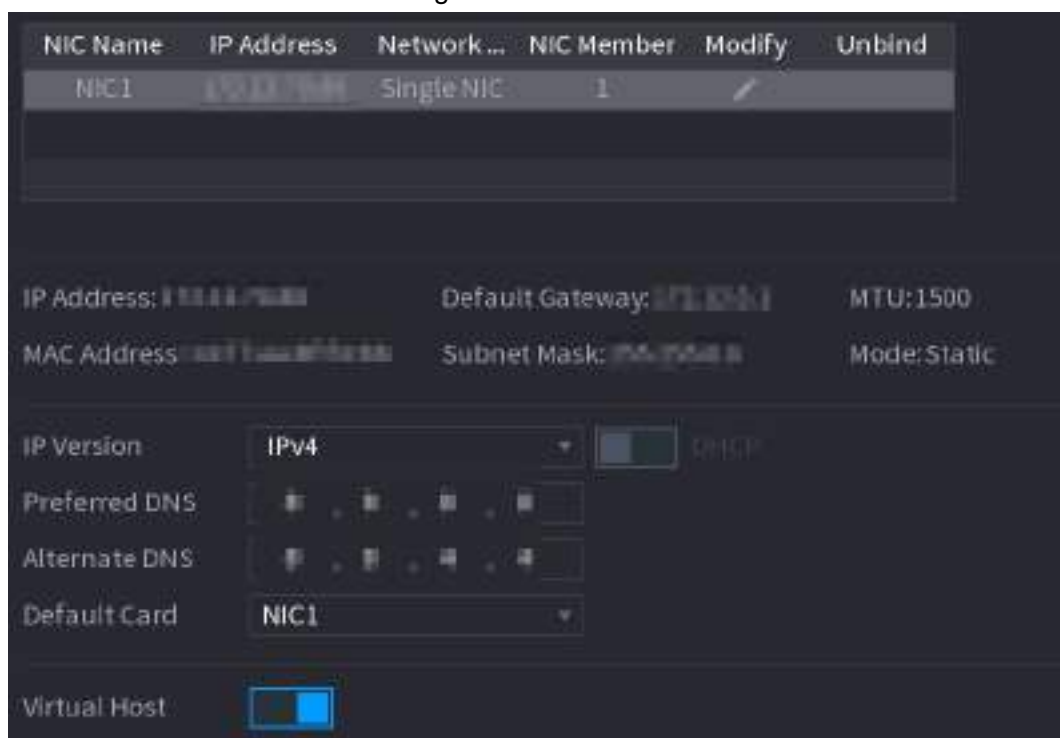 NIC Name IP Address Network... NIC Member Modify Unbind
NIC1 Single NIC 1
IP Address: Default Gateway: MTU:1500
MAC Address Subnet Mask: Mode:Static
IP Version IPv4 DHCP
Preferred DNS
Alternate DNS
Default Card NIC1
Virtual Host